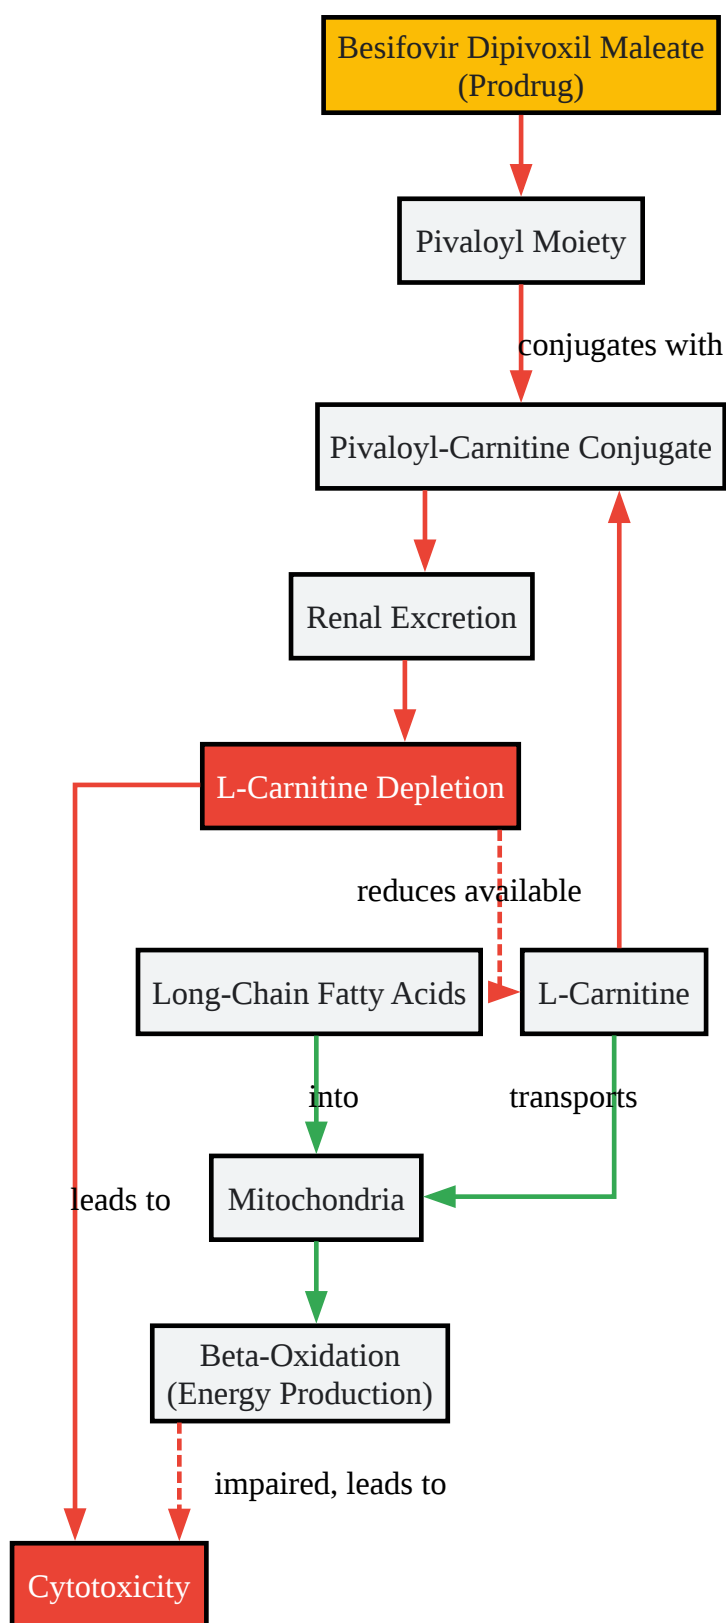 Besifovir Dipivoxil Maleate
(Prodrug)
Pivaloyl Moiety
conjugates with
Pivaloyl-Carnitine Conjugate
Renal Excretion
L-Carnitine Depletion
reduces available
Long-Chain Fatty Acids
L-Carnitine
into
transports
leads to
Mitochondria
Beta-Oxidation
(Energy Production)
impaired, leads to
Cytotoxicity